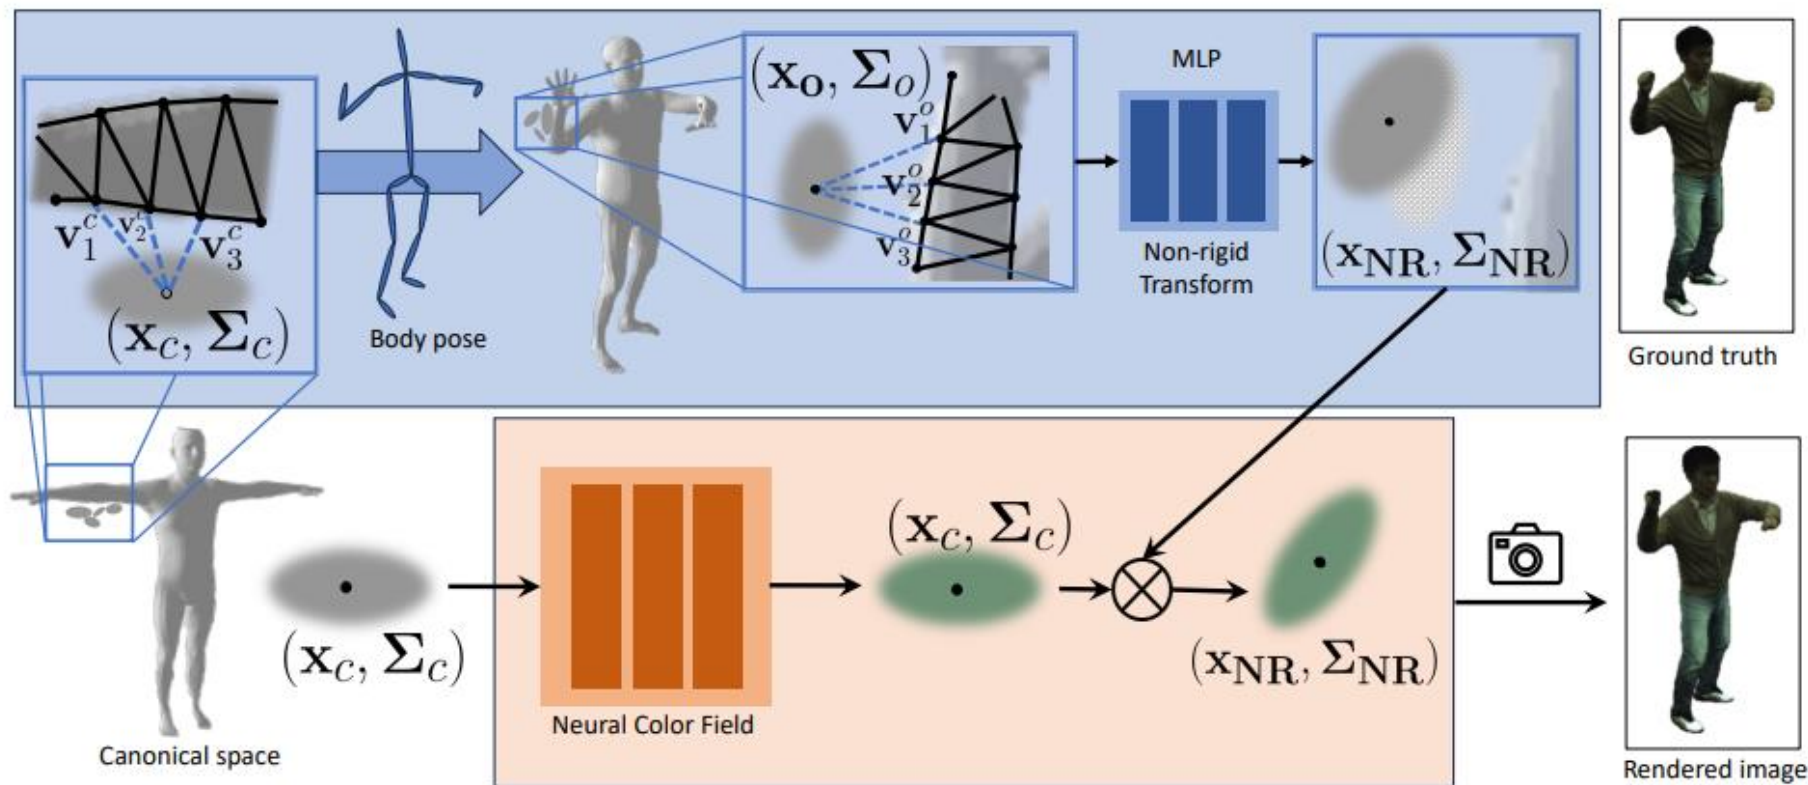 (x_o, Σ_o)
MLP
v_1^o
v_2^o
v_3^o
v_1^c
v_2^c
v_3^c
(x_c, Σ_c)
Body pose
Non-rigid
Transform
(x_NR, Σ_NR)
Ground truth
(x_c, Σ_c)
(x_c, Σ_c)
(x_NR, Σ_NR)
Neural Color Field
Canonical space
Rendered image